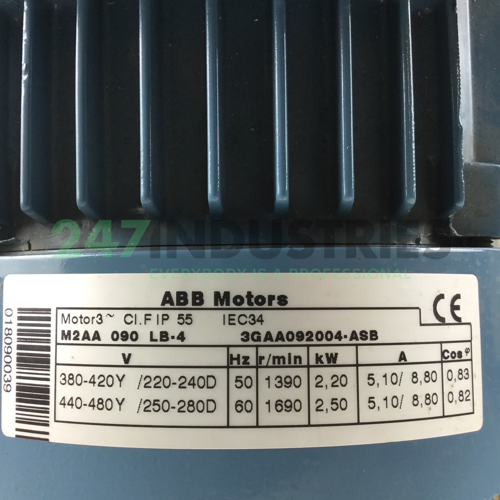 247INDUSTRIES
EVERYBODY IS AN EXPERT
ABB Motors
Motor3~ Cl.F IP 55 IEC34
M2AA 090 LB-4 3GAA092004-ASB
V Hz r/min kW A Cos φ
380-420Y /220-240D 50 1390 2,20 5,10/ 8,80 0,83
440-480Y /250-280D 60 1690 2,50 5,10/ 8,80 0,82
CE
0180900039